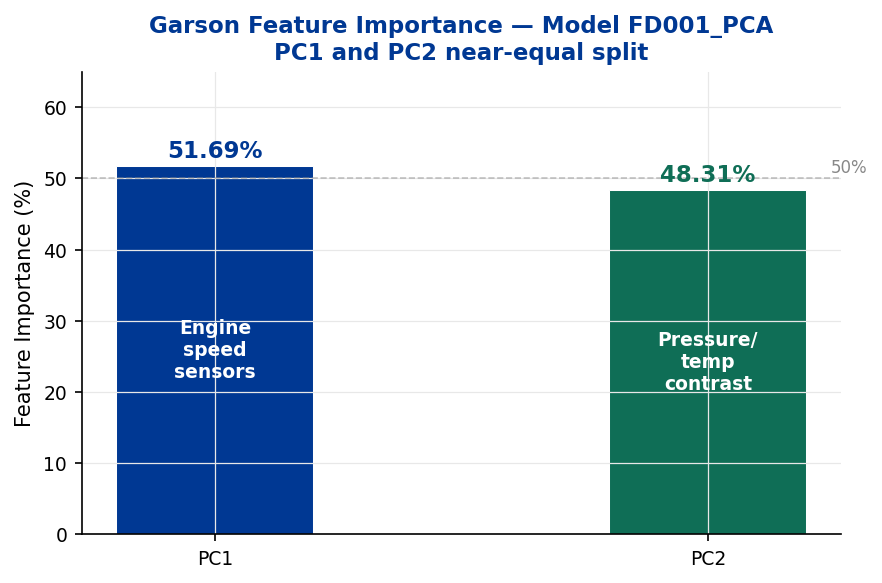 Garson Feature Importance — Model FD001_PCA
PC1 and PC2 near-equal split
Feature Importance (%)
60
50
40
30
20
10
0
51.69%
48.31%
50%
Engine
speed
sensors
Pressure/
temp
contrast
PC1
PC2